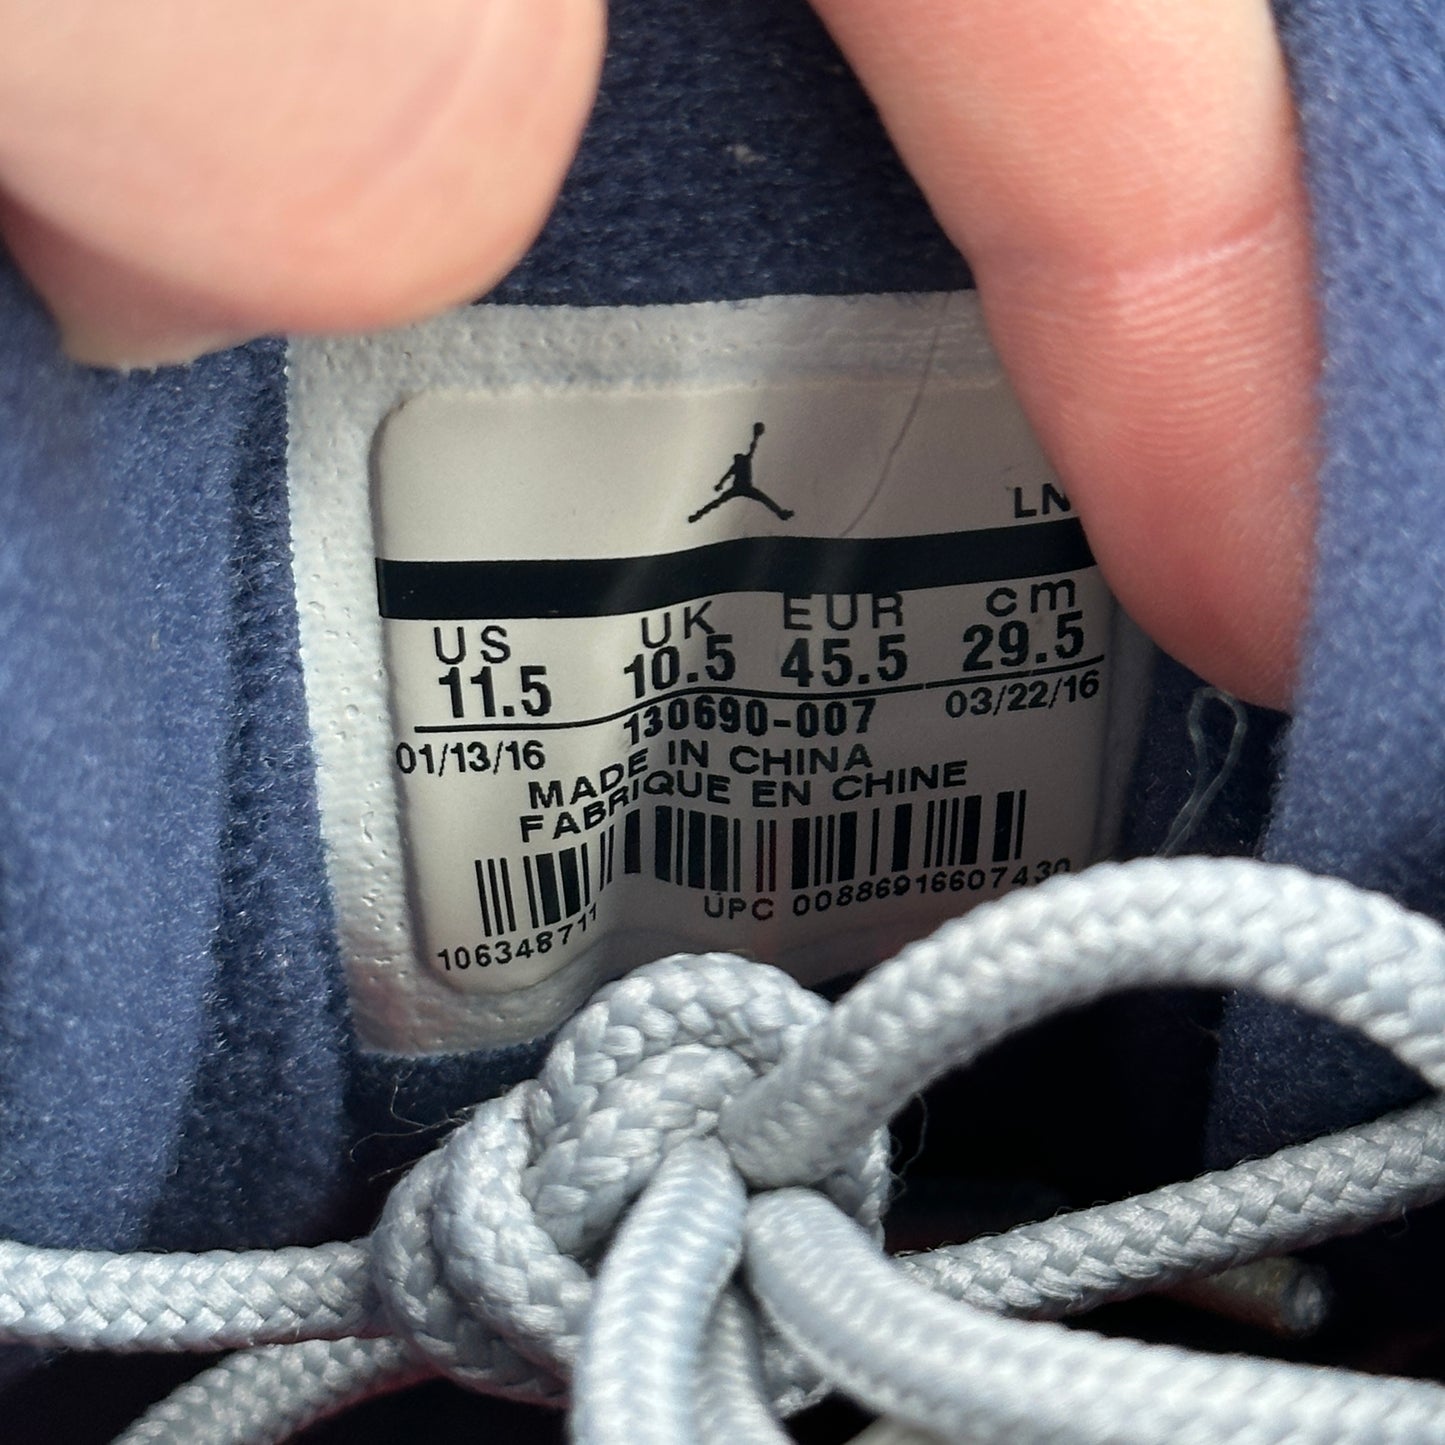 LN
US UK EUR cm
11.5 10.5 45.5 29.5
01/13/16 130690-007 03/22/16
MADE IN CHINA
FABRIQUE EN CHINE
UPC 00886916607430
1063487111